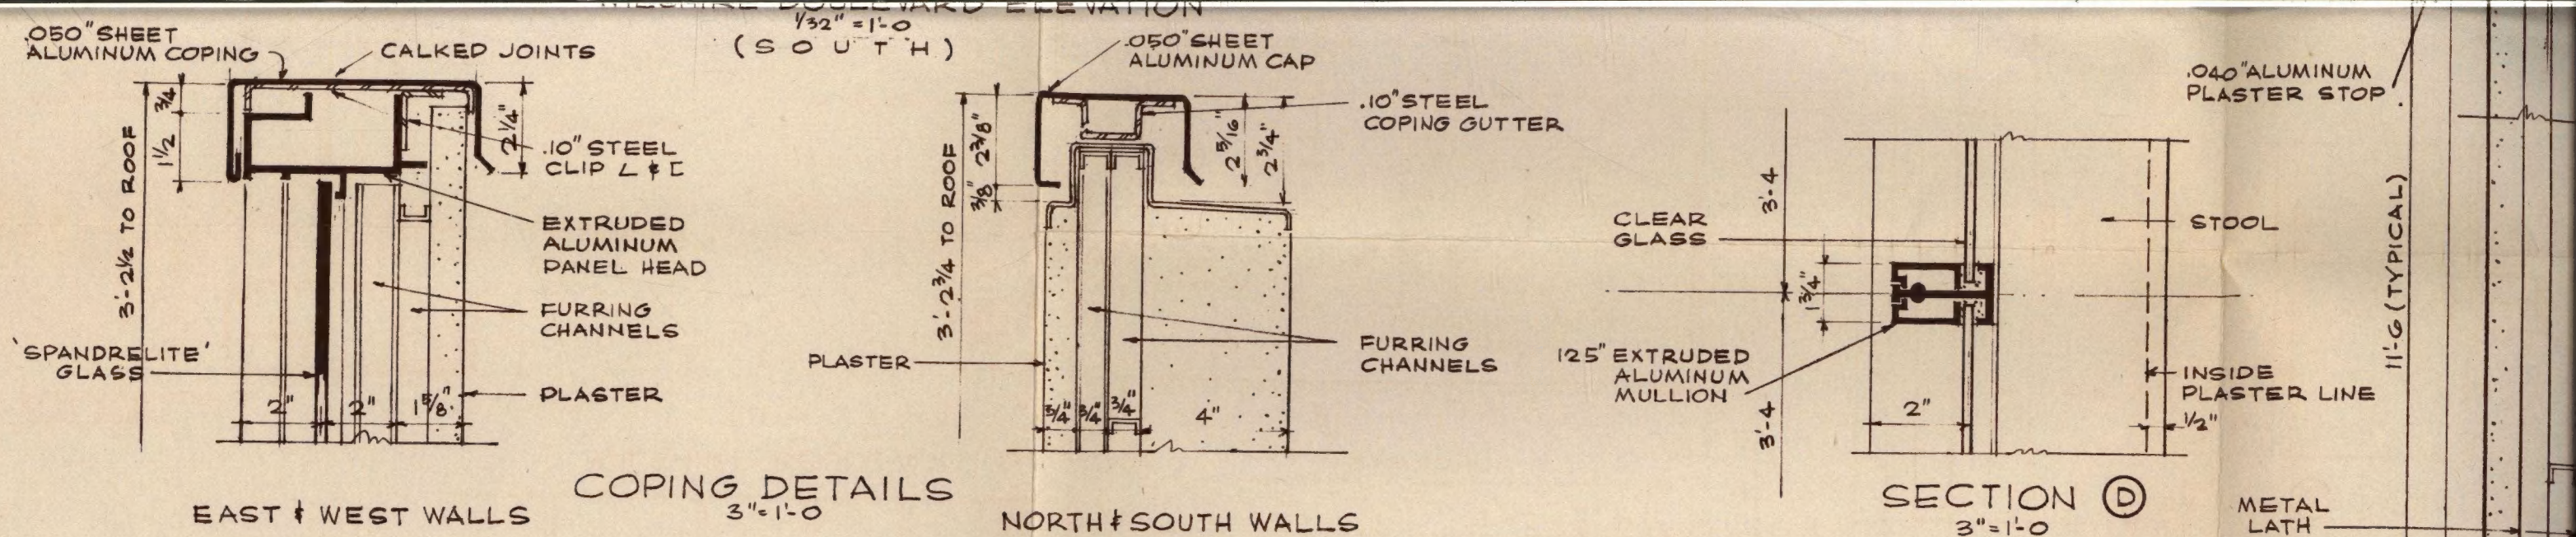 WILSHIRE BOULEVARD ELEVATION
1/32" = 1'-0
(SOUTH)
.050" SHEET
ALUMINUM COPING
CALKED JOINTS
3/4
1 1/2
3'-2 1/2 TO ROOF
2 1/4"
.10" STEEL
CLIP L & [
EXTRUDED
ALUMINUM
PANEL HEAD
FURRING
CHANNELS
'SPANDRELITE'
GLASS
PLASTER
2"
2"
1 5/8"
EAST & WEST WALLS
COPING DETAILS
3" = 1'-0
.050" SHEET
ALUMINUM CAP
.10" STEEL
COPING GUTTER
2 3/8"
3/8"
3'-2 3/4 TO ROOF
2 5/16"
2 3/4"
PLASTER
FURRING
CHANNELS
3/4"
3/4"
3/4"
4"
NORTH & SOUTH WALLS
3'-4
CLEAR
GLASS
1 3/4"
STOOL
125" EXTRUDED
ALUMINUM
MULLION
3'-4
2"
INSIDE
PLASTER LINE
1/2"
SECTION D
3" = 1'-0
.040" ALUMINUM
PLASTER STOP
11'-6 (TYPICAL)
METAL
LATH